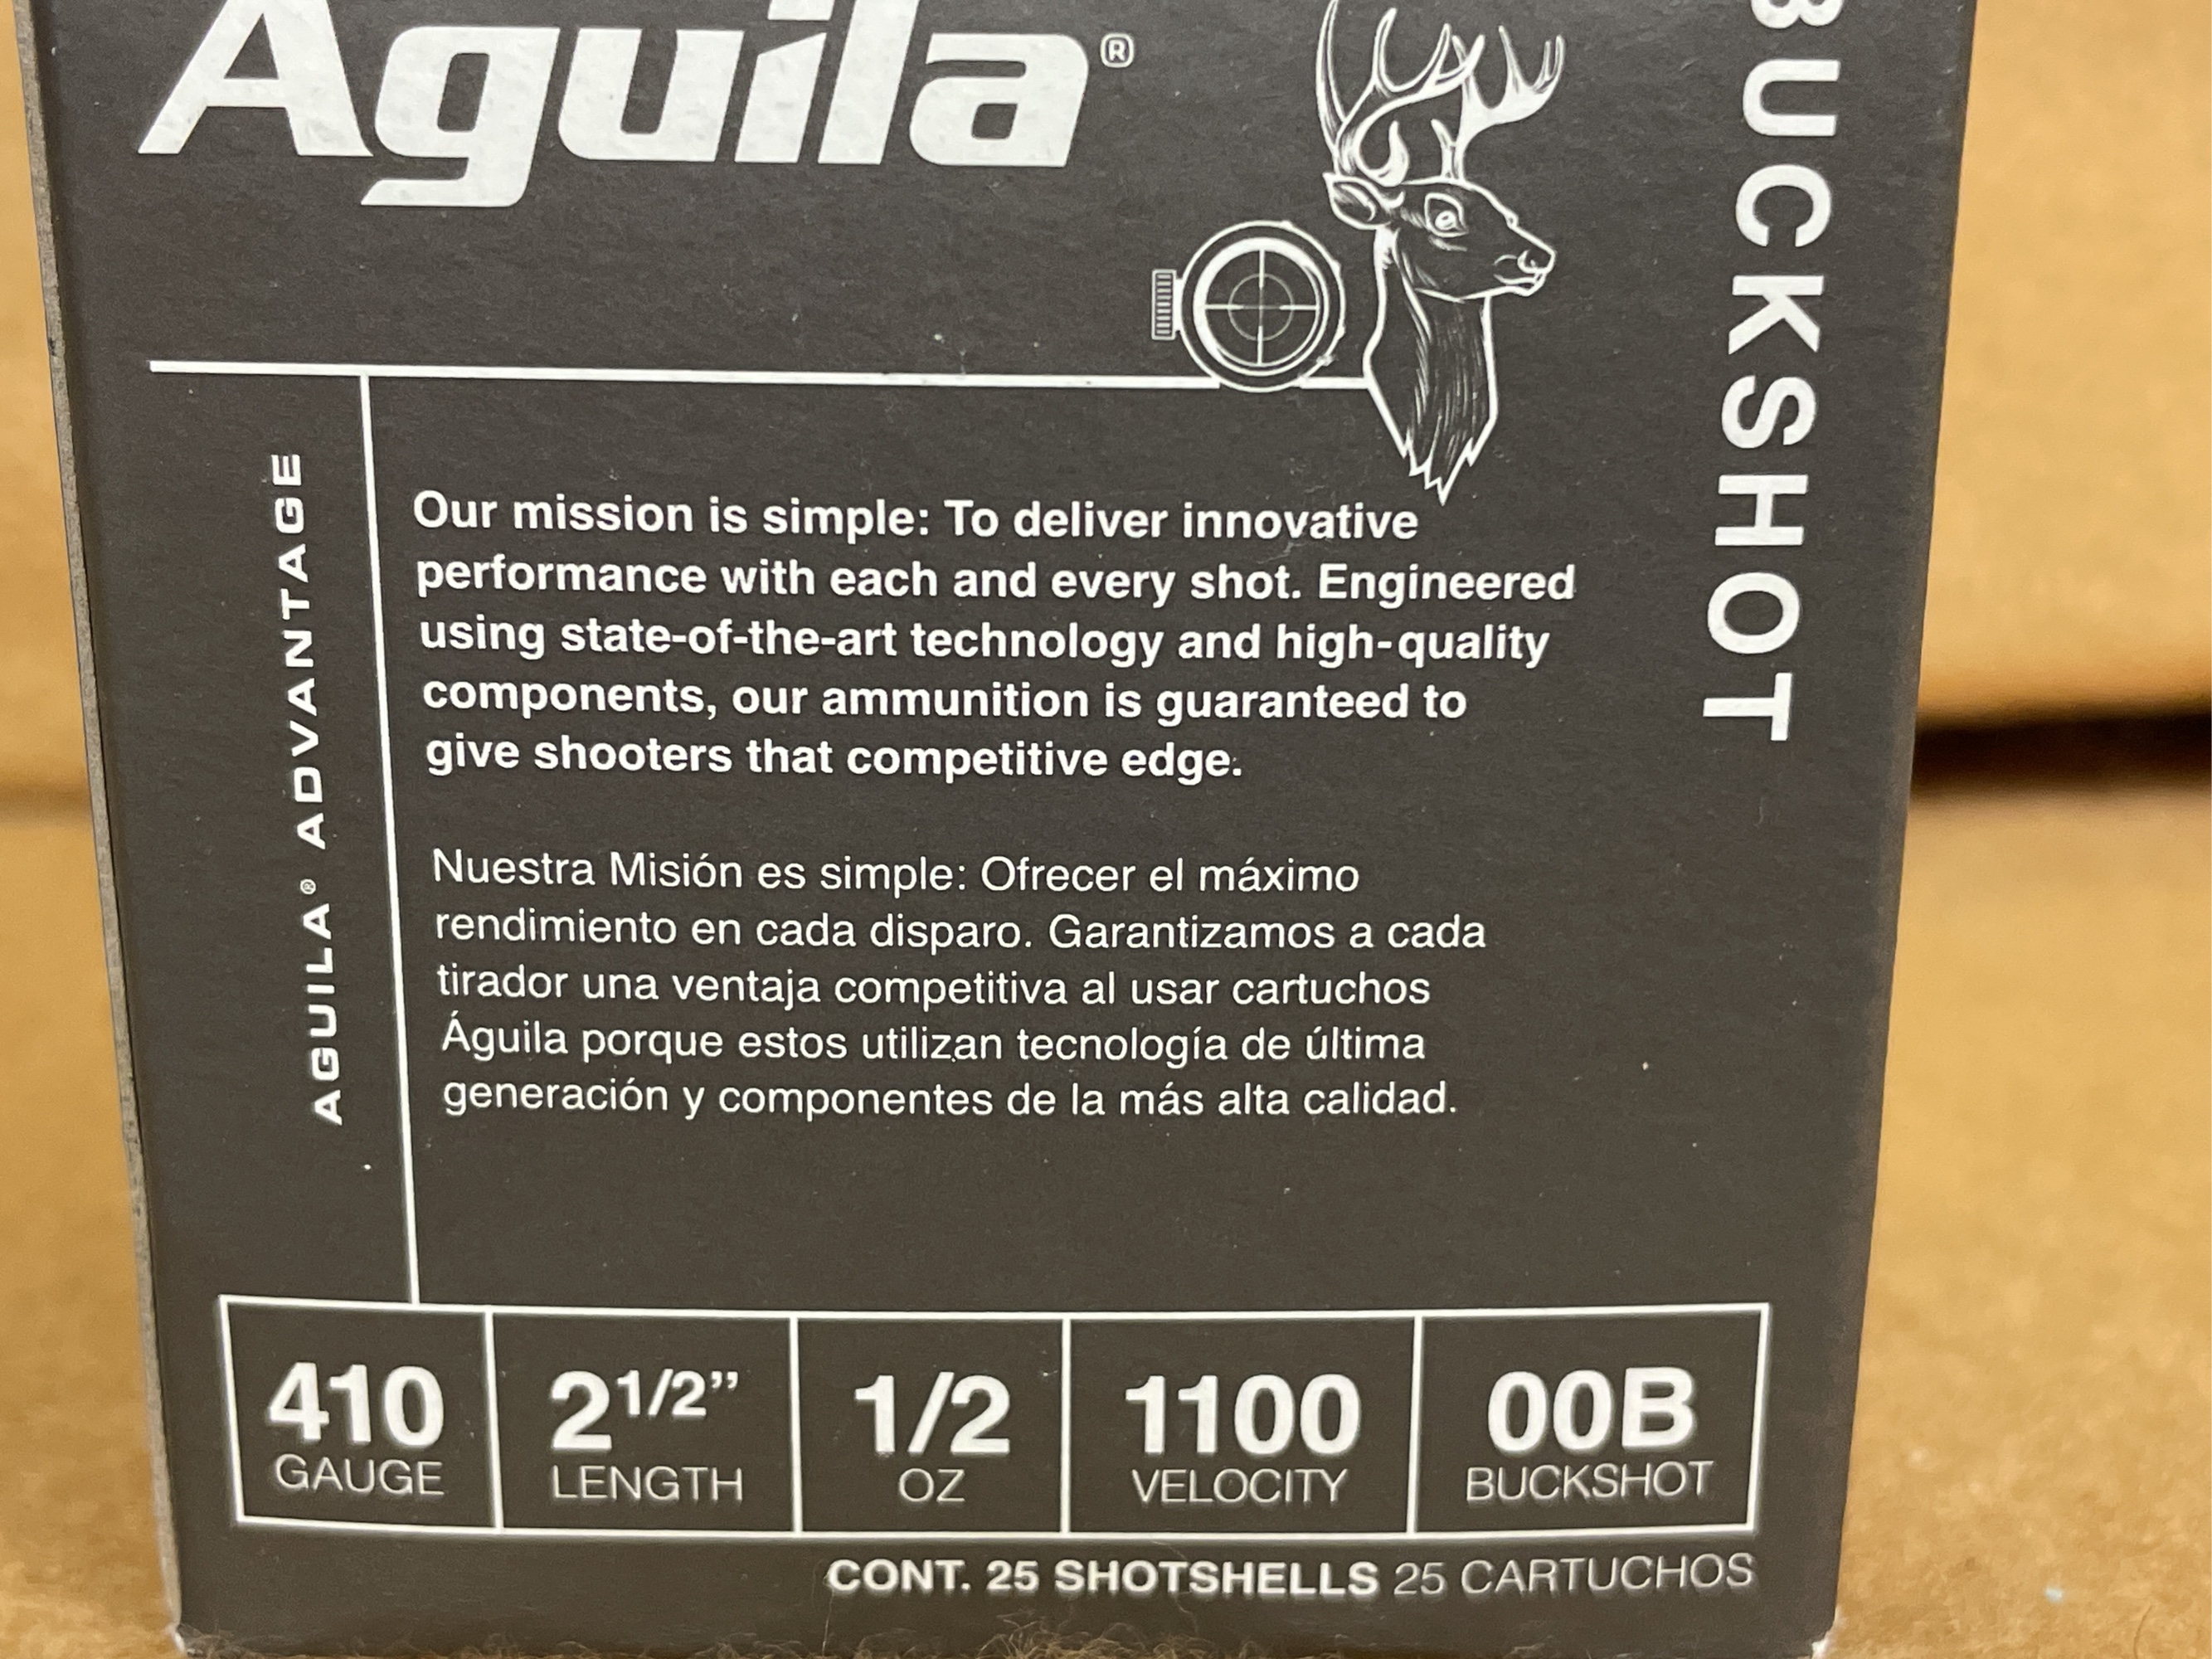 Aguila®
BUCKSHOT
AGUILA® ADVANTAGE
Our mission is simple: To deliver innovative
performance with each and every shot. Engineered
using state-of-the-art technology and high-quality
components, our ammunition is guaranteed to
give shooters that competitive edge.
Nuestra Misión es simple: Ofrecer el máximo
rendimiento en cada disparo. Garantizamos a cada
tirador una ventaja competitiva al usar cartuchos
Águila porque estos utilizan tecnología de última
generación y componentes de la más alta calidad.
410 2 1/2” 1/2 1100 00B
GAUGE LENGTH OZ VELOCITY BUCKSHOT
CONT. 25 SHOTSHELLS 25 CARTUCHOS